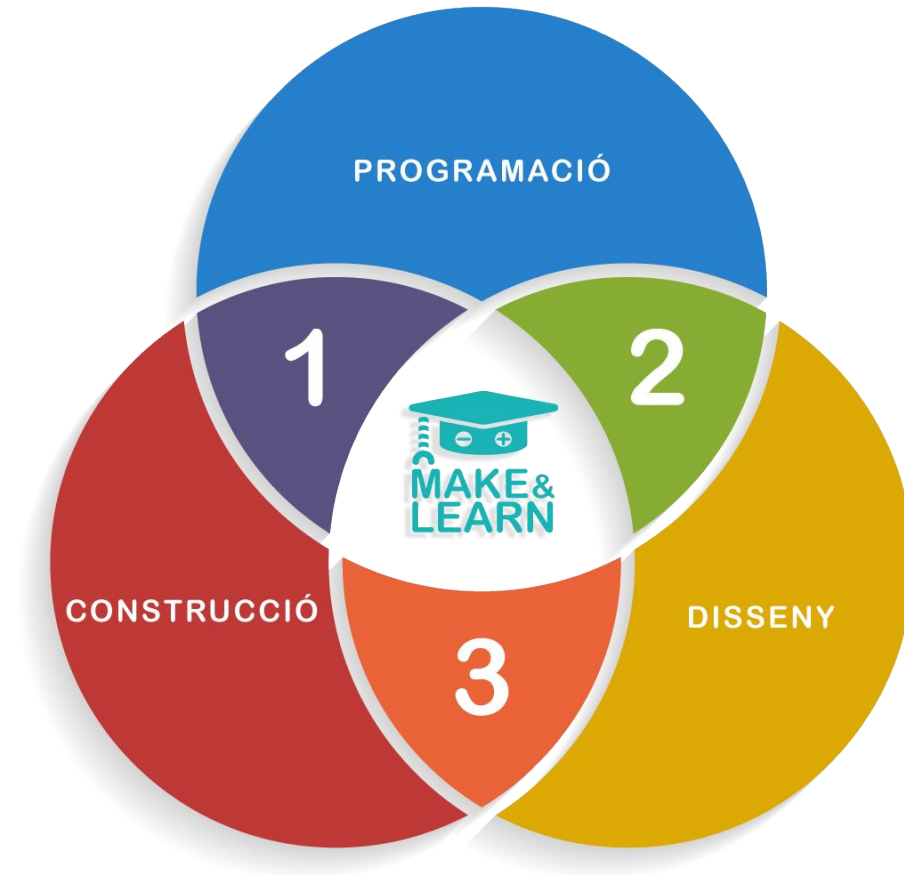 PROGRAMACIÓ
1
2
MAKE&
LEARN
CONSTRUCCIÓ
DISSENY
3